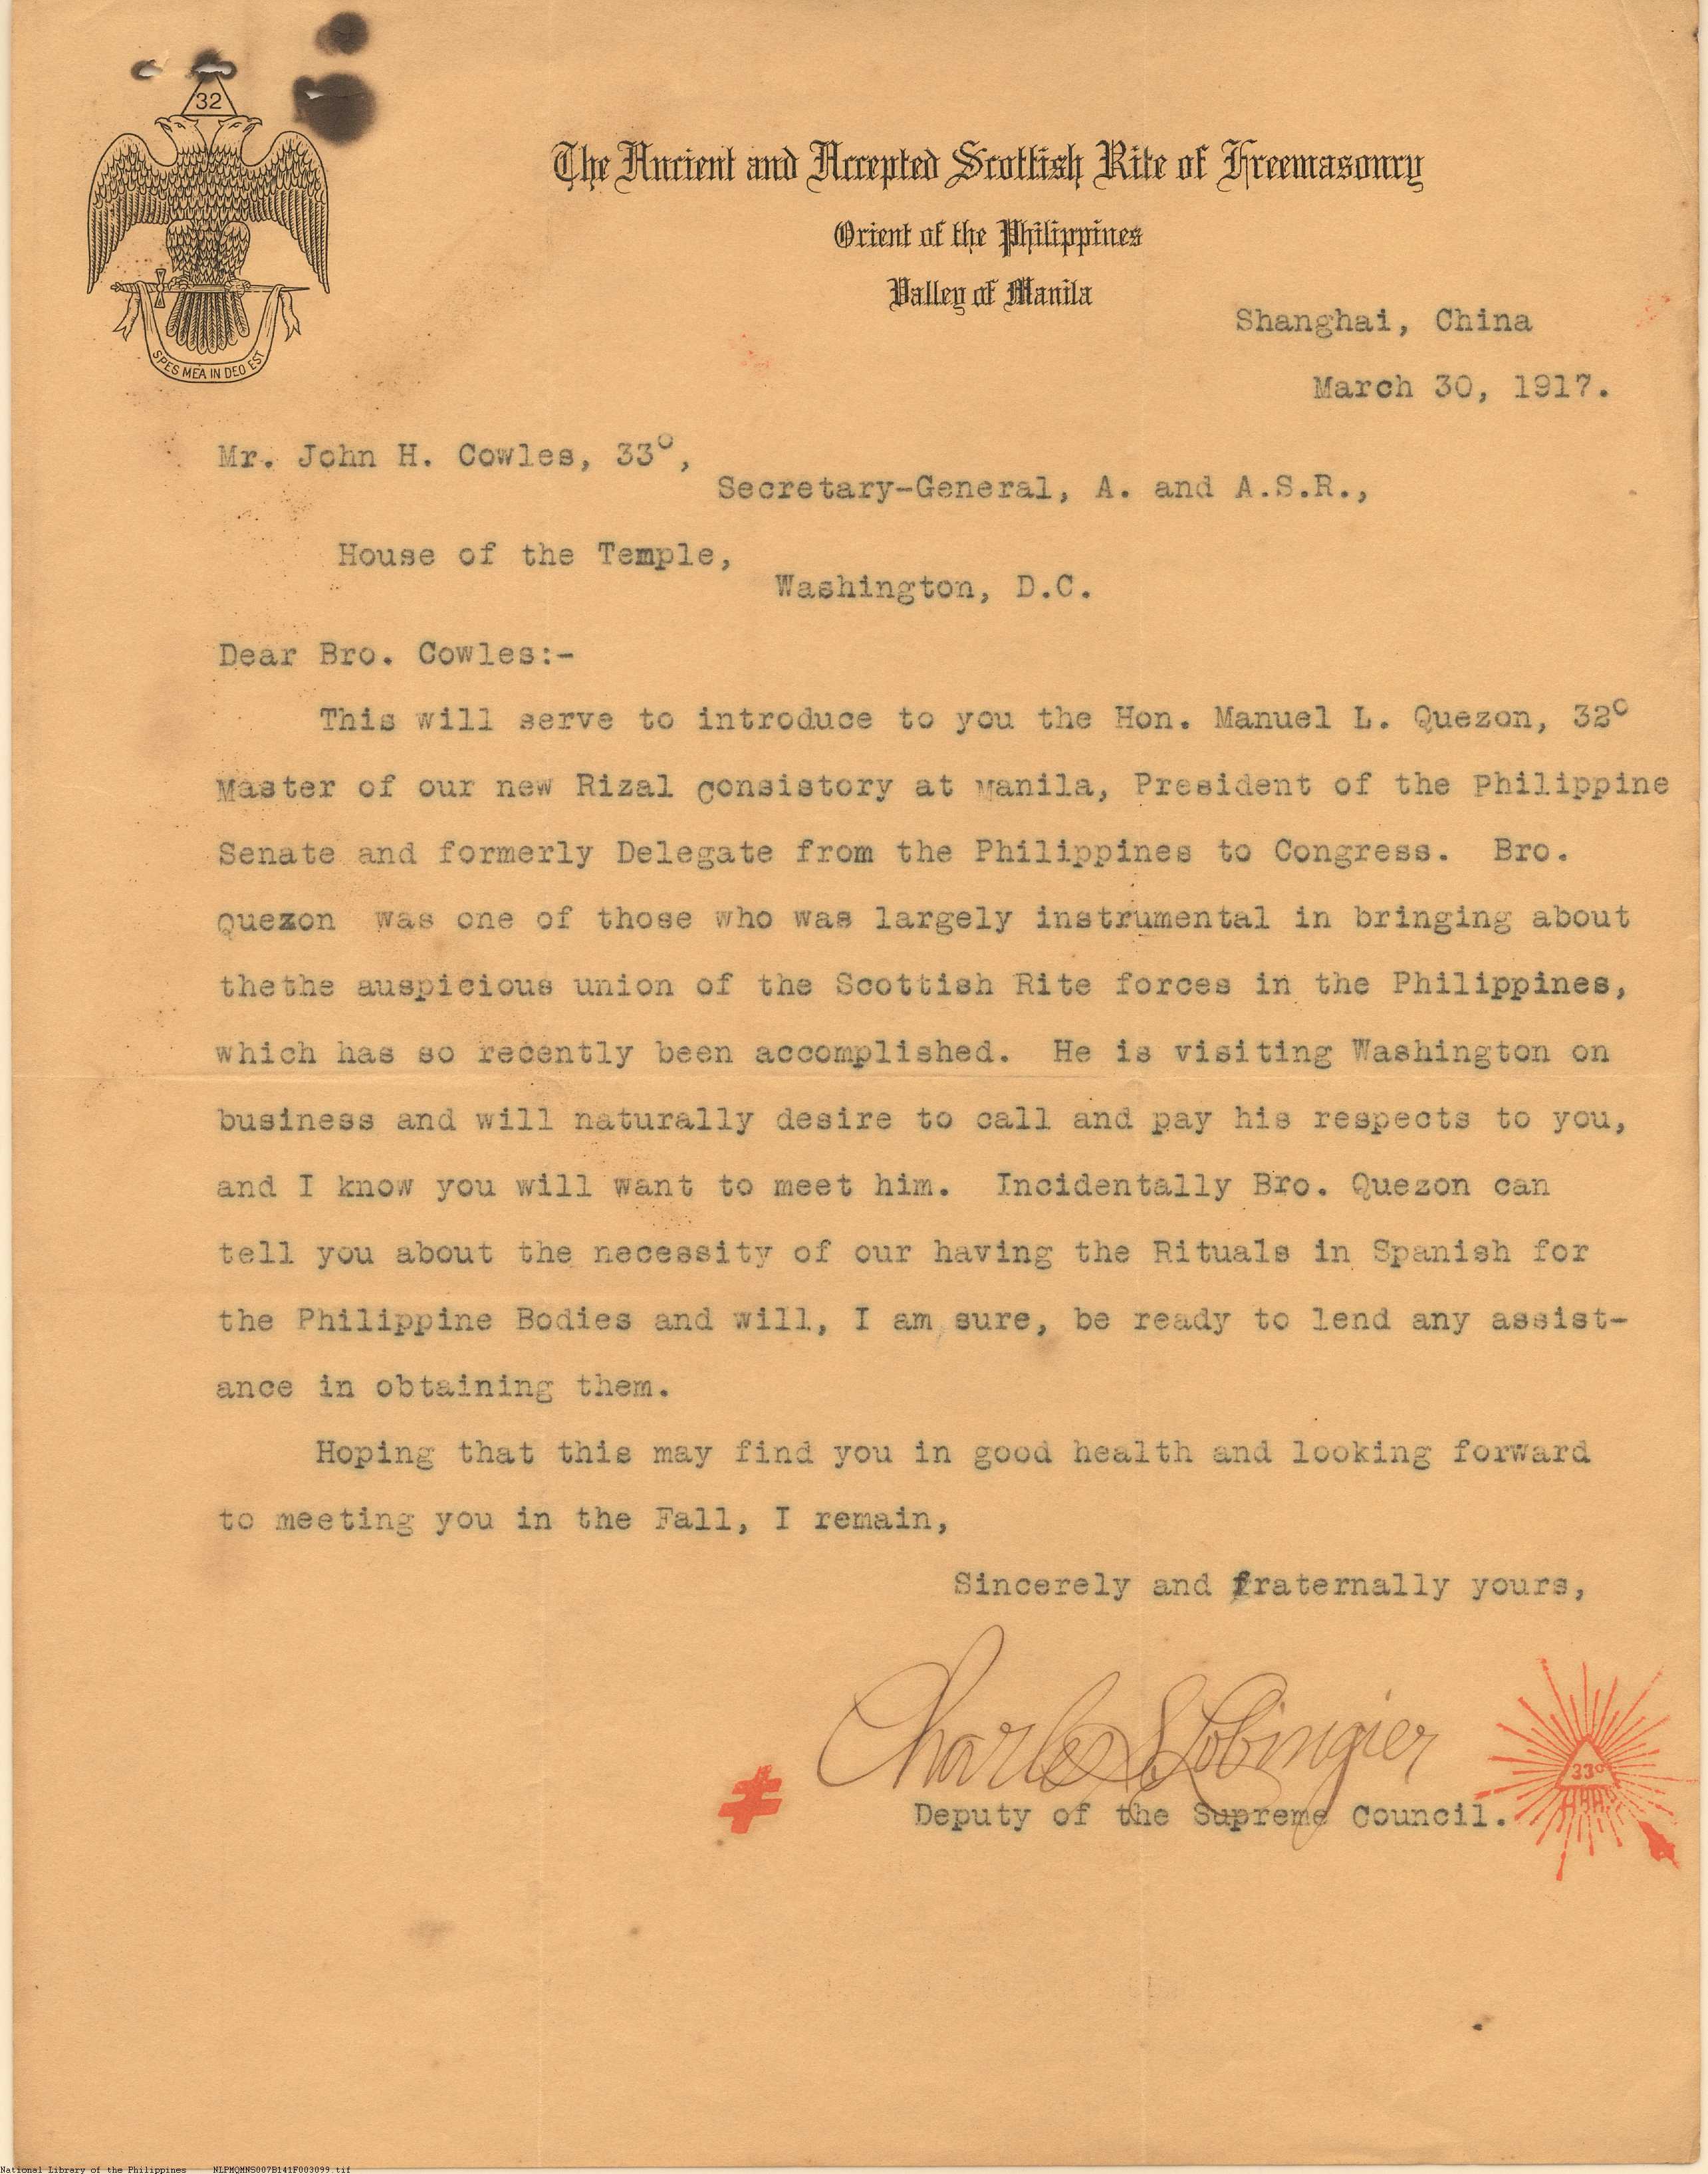 32
SPES MEA IN DEO EST
The Ancient and Accepted Scottish Rite of Freemasonry
Orient of the Philippines
Valley of Manila
Shanghai, China
March 30, 1917.
Mr. John H. Cowles, 33°,
Secretary-General, A. and A.S.R.,
House of the Temple,
Washington, D.C.
Dear Bro. Cowles:-
This will serve to introduce to you the Hon. Manuel L. Quezon, 32°
Master of our new Rizal Consistory at Manila, President of the Philippine
Senate and formerly Delegate from the Philippines to Congress. Bro.
Quezon was one of those who was largely instrumental in bringing about
thethe auspicious union of the Scottish Rite forces in the Philippines,
which has so recently been accomplished. He is visiting Washington on
business and will naturally desire to call and pay his respects to you,
and I know you will want to meet him. Incidentally Bro. Quezon can
tell you about the necessity of our having the Rituals in Spanish for
the Philippine Bodies and will, I am sure, be ready to lend any assist-
ance in obtaining them.
Hoping that this may find you in good health and looking forward
to meeting you in the Fall, I remain,
Sincerely and fraternally yours,
Charles S. Lobingier
33°
Deputy of the Supreme Council.
National Library of the Philippines NLPMQMNS007B141F003099.tif